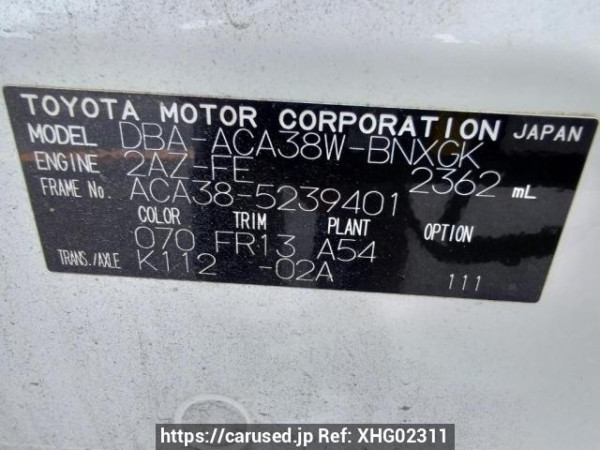 TOYOTA MOTOR CORPORATION JAPAN
MODEL DBA-ACA38W-BNXGK
ENGINE 2AZ-FE 2362 mL
FRAME No. ACA38-5239401
COLOR TRIM PLANT OPTION
070 FR13 A54
TRANS./AXLE K112 -02A 111
https://carused.jp Ref: XHG02311